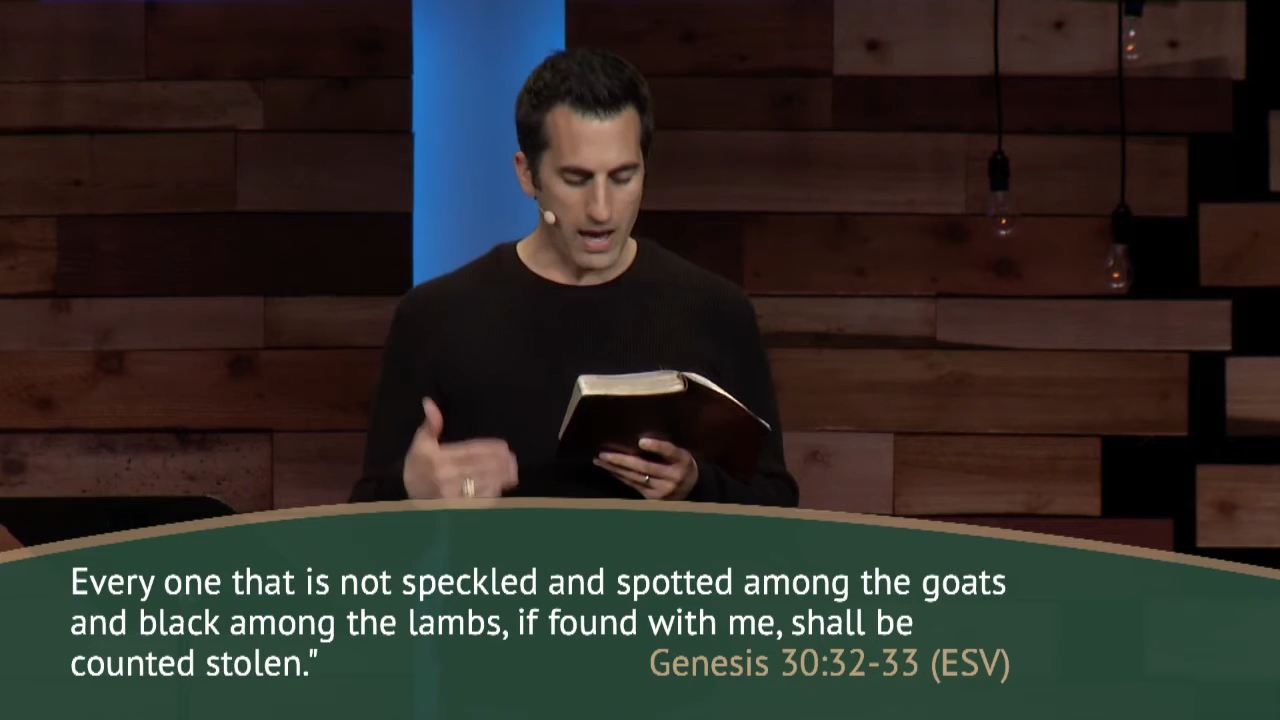 Every one that is not speckled and spotted among the goats
and black among the lambs, if found with me, shall be
counted stolen."
Genesis 30:32-33 (ESV)